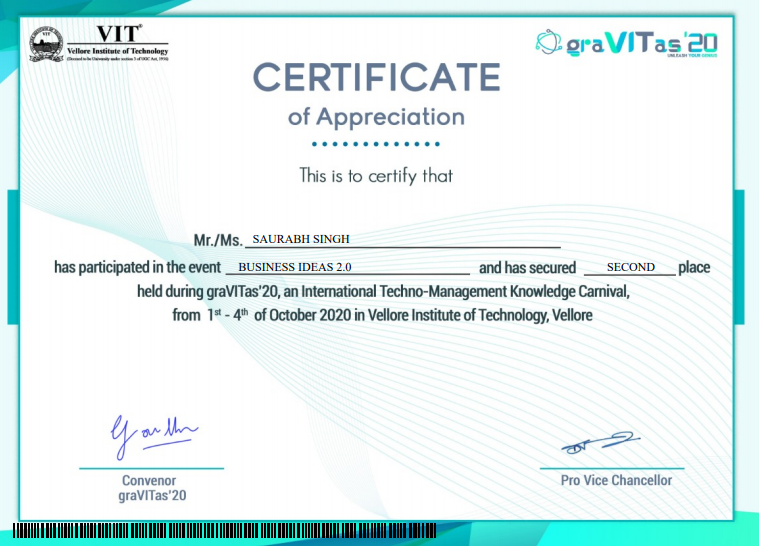 VIT®
Vellore Institute of Technology
(Deemed to be University under section 3 of UGC Act, 1956)
graVITas'20
UNLEASH YOUR GENIUS
CERTIFICATE
of Appreciation
This is to certify that
Mr./Ms. SAURABH SINGH
has participated in the event BUSINESS IDEAS 2.0 and has secured SECOND place
held during graVITas'20, an International Techno-Management Knowledge Carnival,
from 1st - 4th of October 2020 in Vellore Institute of Technology, Vellore
Convenor
graVITas'20
Pro Vice Chancellor